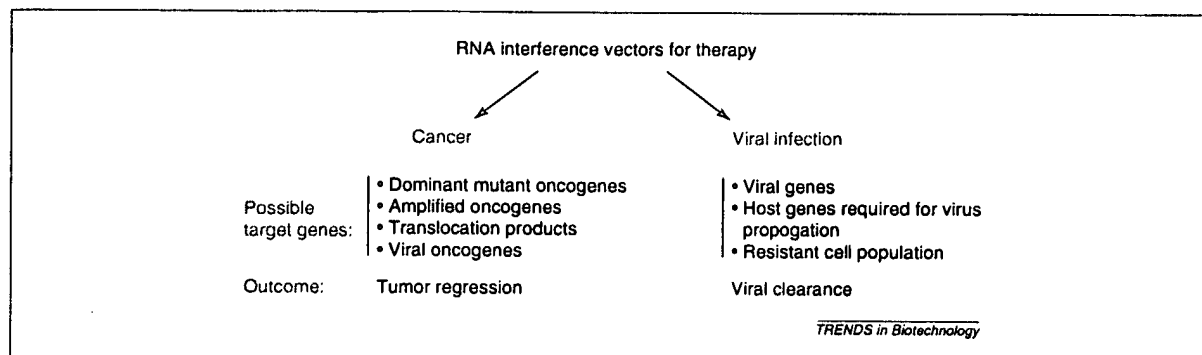 RNA interference vectors for therapy
Cancer
Viral infection
Possible target genes:
• Dominant mutant oncogenes
• Amplified oncogenes
• Translocation products
• Viral oncogenes
• Viral genes
• Host genes required for virus
propogation
• Resistant cell population
Outcome:
Tumor regression
Viral clearance
TRENDS in Biotechnology